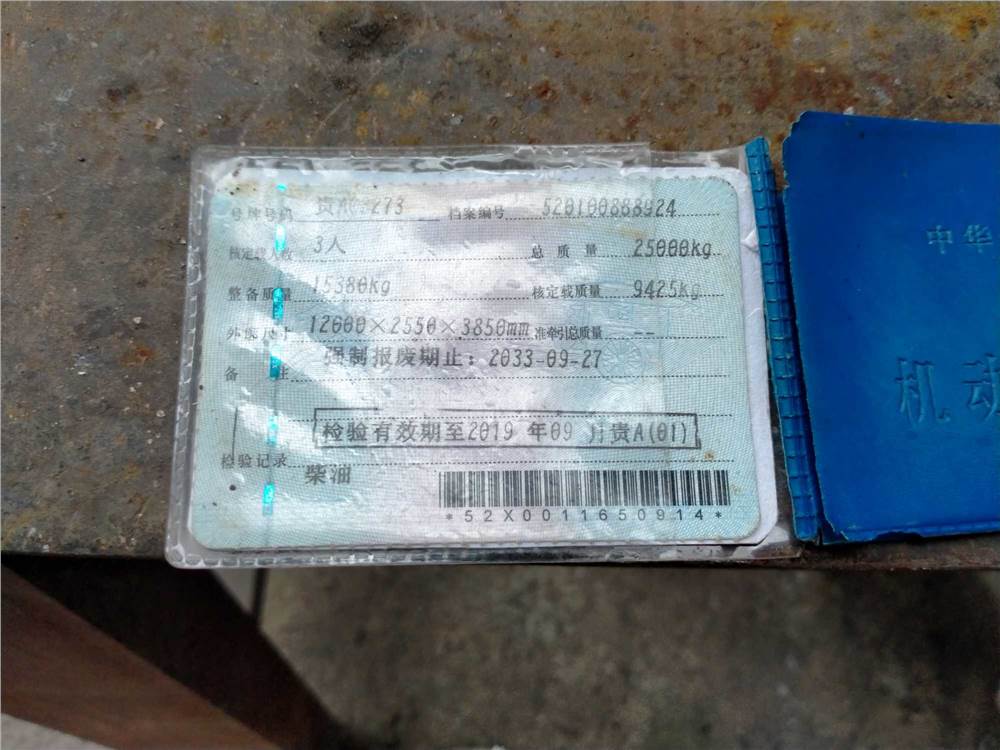 号牌号码 贵A 273 档案编号 520100888924
核定载人数 3人 总质量 25000kg
整备质量 15380kg 核定载质量 9425kg
外廓尺寸 12000×2550×3850mm 准牵引总质量 --
备注 强制报废期止：2033-09-27
检验有效期至2019 年09 月贵A(01)
检验记录
柴油
*52X0011650914*
中华
机动